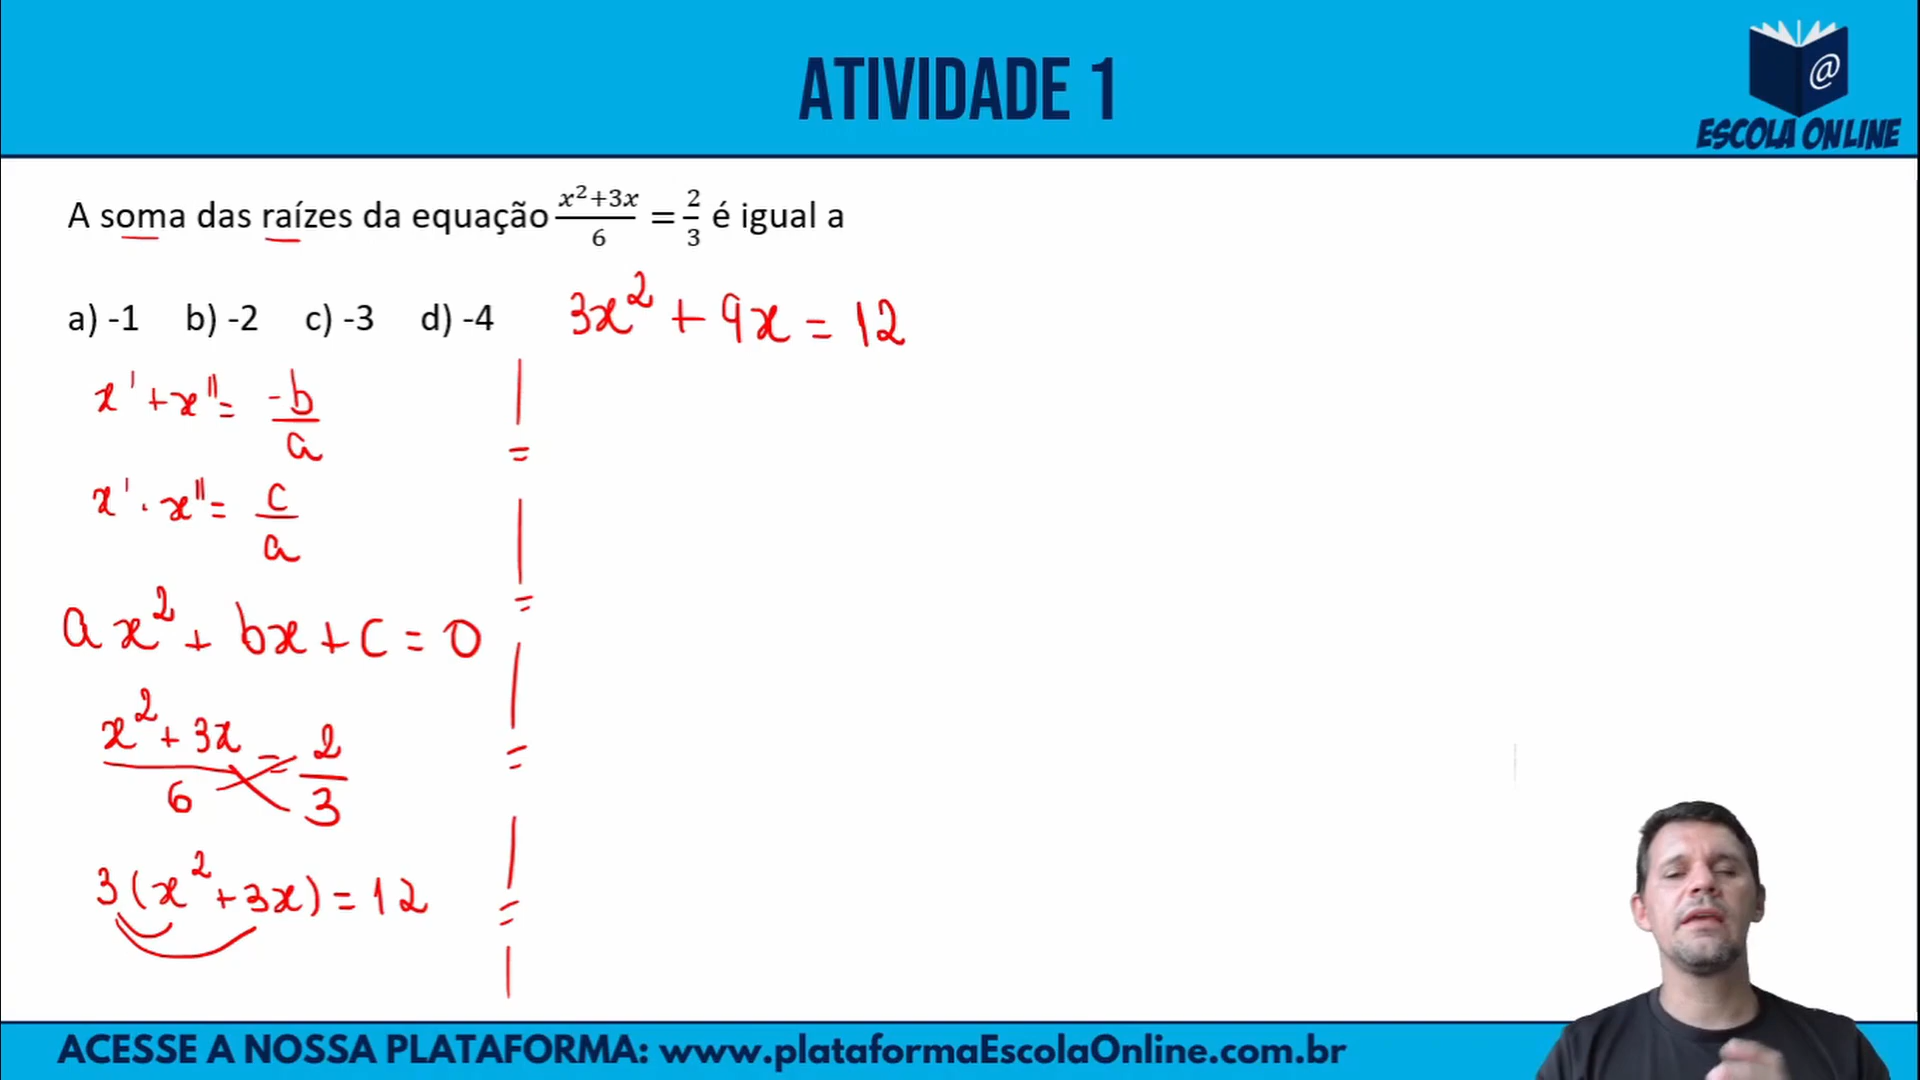 ATIVIDADE 1
@
ESCOLA ONLINE
A soma das raízes da equação (x²+3x)/6 = 2/3 é igual a
a) -1 b) -2 c) -3 d) -4
3x² + 9x = 12
x' + x'' = -b/a
x' . x'' = c/a
ax² + bx + c = 0
(x² + 3x)/6 = 2/3
3(x² + 3x) = 12
ACESSE A NOSSA PLATAFORMA: www.plataformaEscolaOnline.com.br